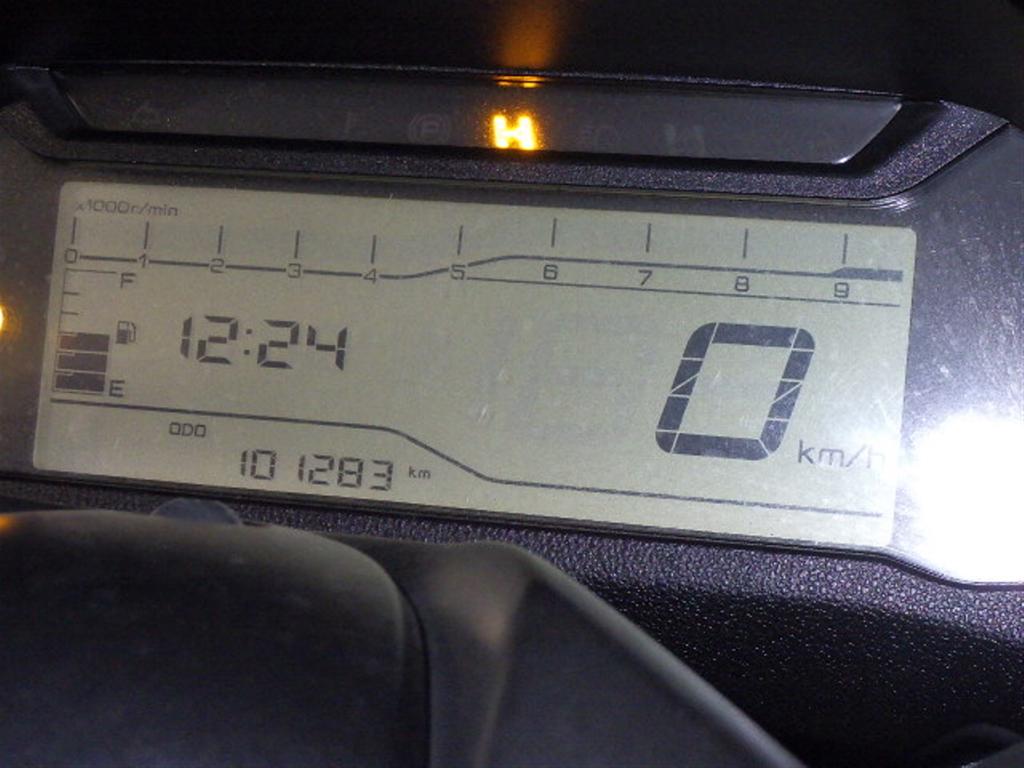 H
x1000r/min
0 1 2 3 4 5 6 7 8 9
F
12:24
0
km/h
E
ODO
101283 km